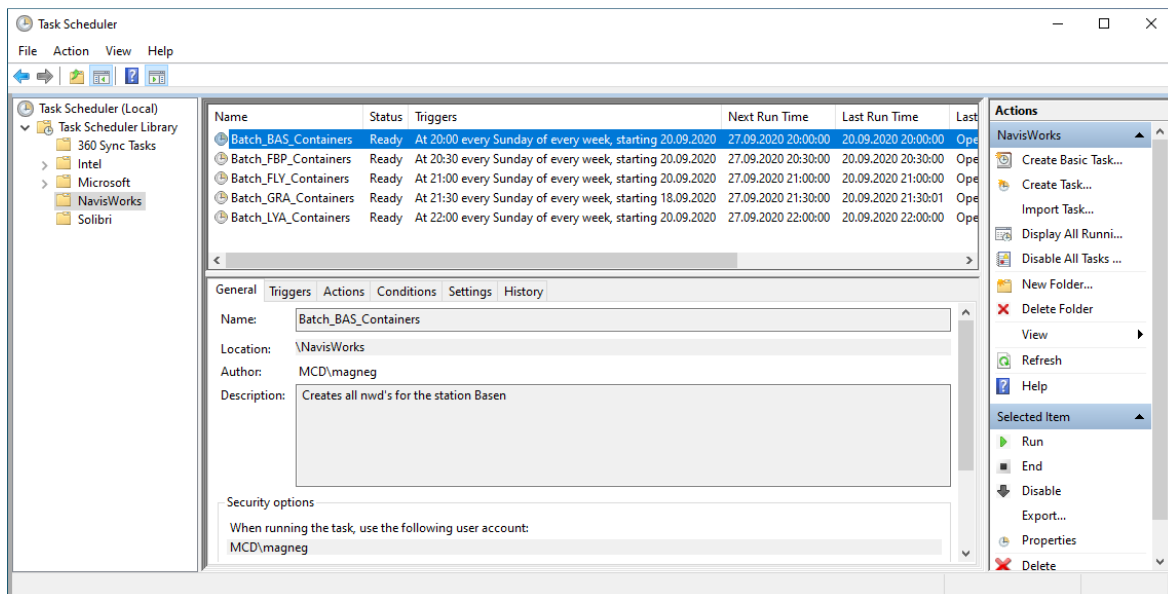 Task Scheduler
File Action View Help
Task Scheduler (Local)
Task Scheduler Library
360 Sync Tasks
Intel
Microsoft
NavisWorks
Solibri
Name Status Triggers Next Run Time Last Run Time Last
Batch_BAS_Containers Ready At 20:00 every Sunday of every week, starting 20.09.2020 27.09.2020 20:00:00 20.09.2020 20:00:00 Ope
Batch_FBP_Containers Ready At 20:30 every Sunday of every week, starting 20.09.2020 27.09.2020 20:30:00 20.09.2020 20:30:00 Ope
Batch_FLY_Containers Ready At 21:00 every Sunday of every week, starting 20.09.2020 27.09.2020 21:00:00 20.09.2020 21:00:00 Ope
Batch_GRA_Containers Ready At 21:30 every Sunday of every week, starting 18.09.2020 27.09.2020 21:30:00 20.09.2020 21:30:01 Ope
Batch_LYA_Containers Ready At 22:00 every Sunday of every week, starting 20.09.2020 27.09.2020 22:00:00 20.09.2020 22:00:00 Ope
General Triggers Actions Conditions Settings History
Name: Batch_BAS_Containers
Location: \NavisWorks
Author: MCD\magneg
Description: Creates all nwd's for the station Basen
Security options
When running the task, use the following user account:
MCD\magneg
Actions
NavisWorks
Create Basic Task...
Create Task...
Import Task...
Display All Runni...
Disable All Tasks ...
New Folder...
Delete Folder
View
Refresh
Help
Selected Item
Run
End
Disable
Export...
Properties
Delete